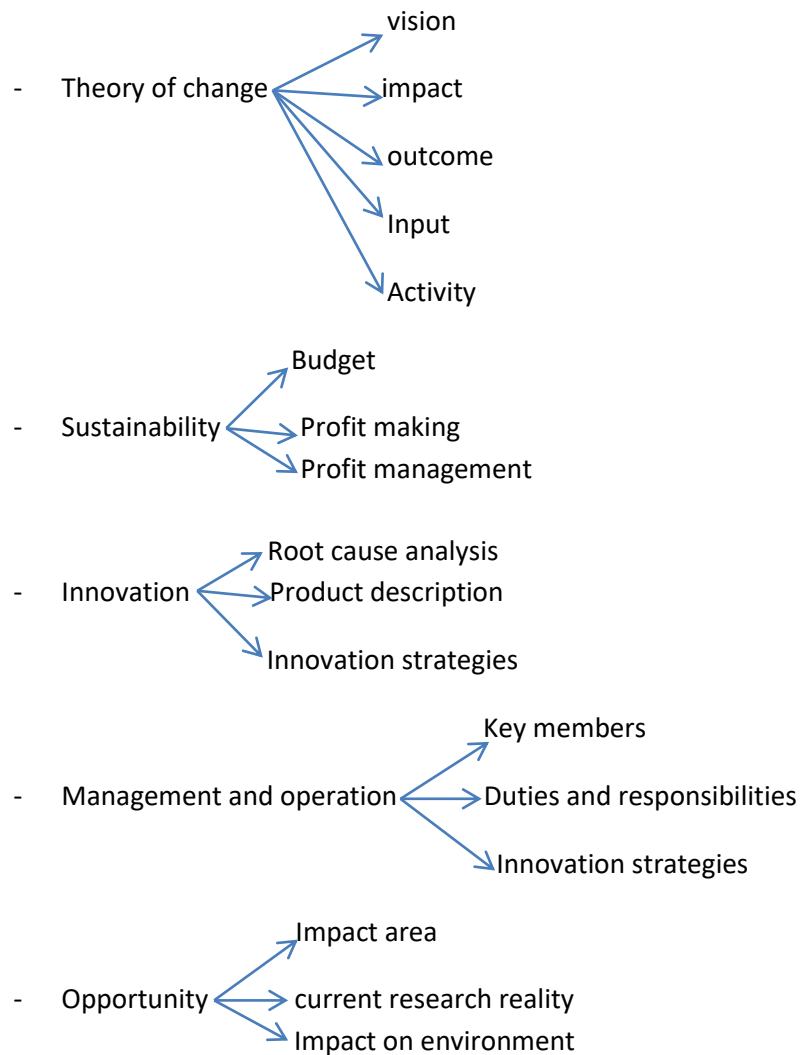 vision
- Theory of change
impact
outcome
Input
Activity
Budget
- Sustainability
Profit making
Profit management
Root cause analysis
- Innovation
Product description
Innovation strategies
Key members
- Management and operation
Duties and responsibilities
Innovation strategies
Impact area
- Opportunity
current research reality
Impact on environment